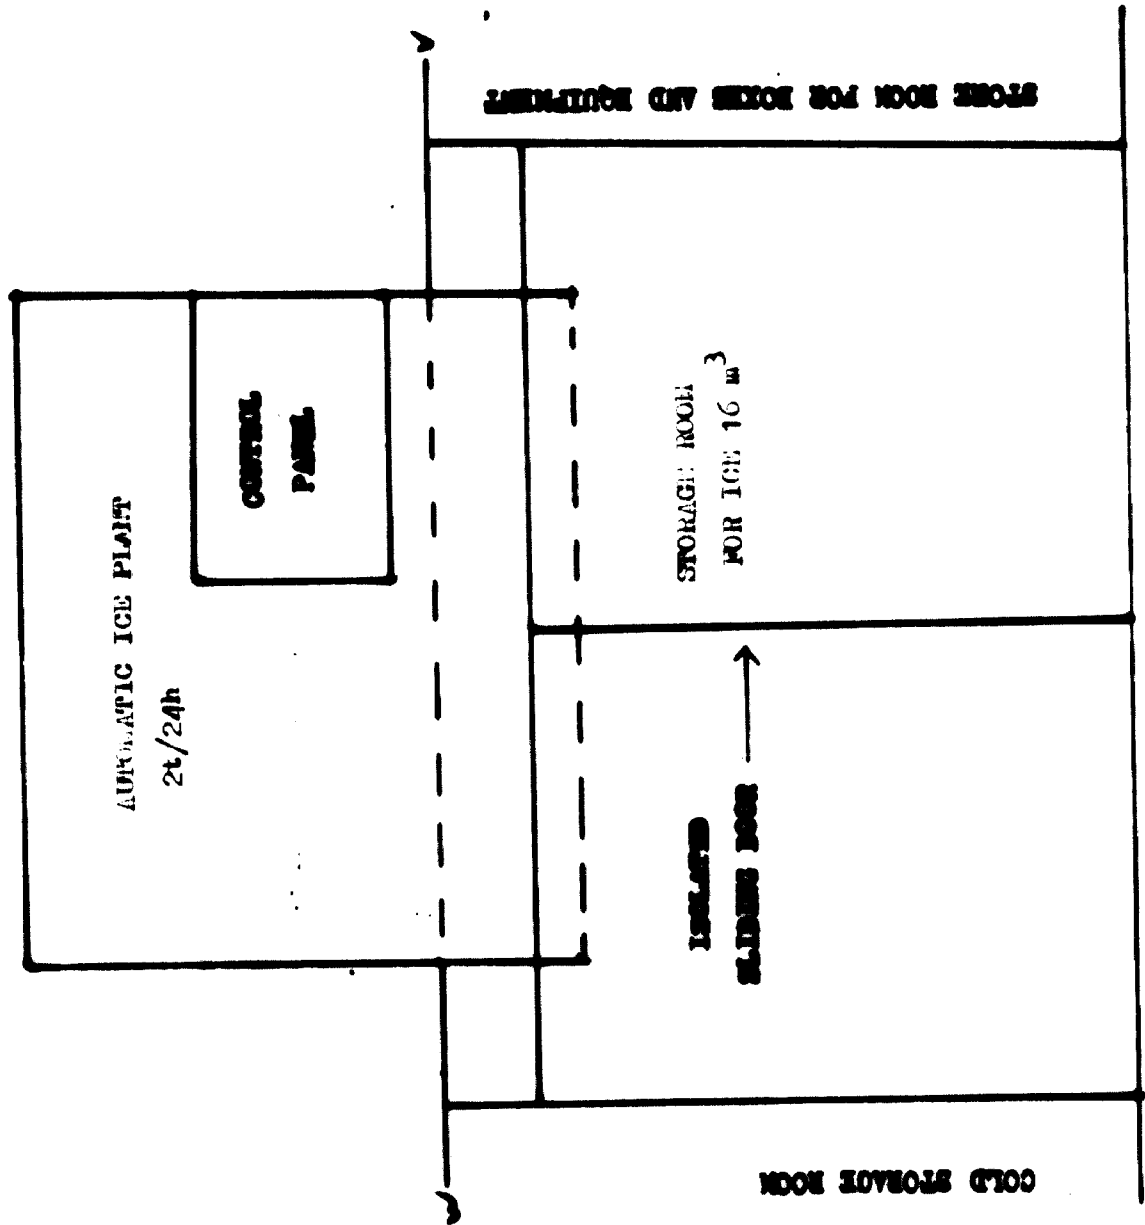 AUTOMATIC ICE PLANT
2t/24h
CONTROL
PANEL
STORAGE ROOM
FOR ICE 16 m³
ISOLATED
SLIDING DOOR
COLD STORAGE ROOM
STORE ROOM FOR BOXES AND EQUIPMENT